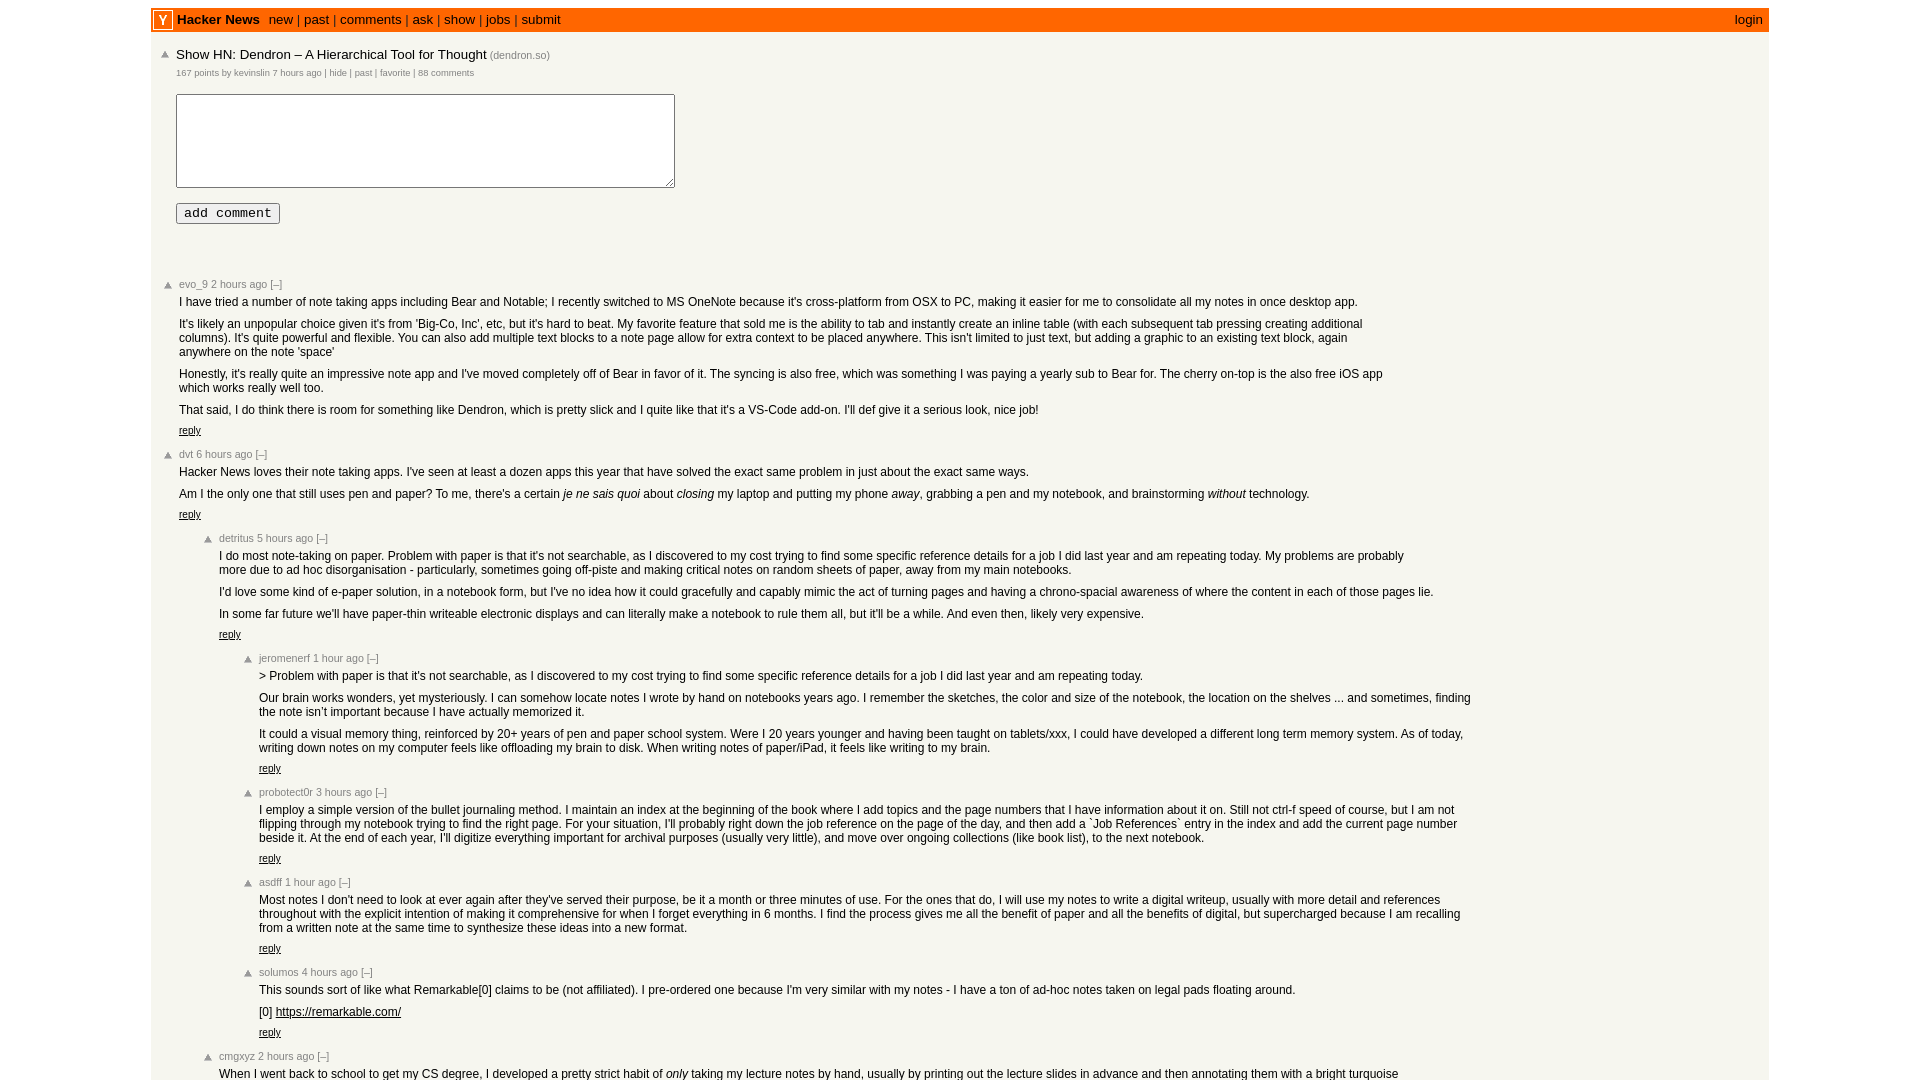 Y Hacker News new | past | comments | ask | show | jobs | submit login
Show HN: Dendron – A Hierarchical Tool for Thought (dendron.so)
167 points by kevinslin 7 hours ago | hide | past | favorite | 88 comments
add comment
evo_9 2 hours ago [–]
I have tried a number of note taking apps including Bear and Notable; I recently switched to MS OneNote because it's cross-platform from OSX to PC, making it easier for me to consolidate all my notes in once desktop app.
It's likely an unpopular choice given it's from 'Big-Co, Inc', etc, but it's hard to beat. My favorite feature that sold me is the ability to tab and instantly create an inline table (with each subsequent tab pressing creating additional
columns). It's quite powerful and flexible. You can also add multiple text blocks to a note page allow for extra context to be placed anywhere. This isn't limited to just text, but adding a graphic to an existing text block, again
anywhere on the note 'space'
Honestly, it's really quite an impressive note app and I've moved completely off of Bear in favor of it. The syncing is also free, which was something I was paying a yearly sub to Bear for. The cherry on-top is the also free iOS app
which works really well too.
That said, I do think there is room for something like Dendron, which is pretty slick and I quite like that it's a VS-Code add-on. I'll def give it a serious look, nice job!
reply
dvt 6 hours ago [–]
Hacker News loves their note taking apps. I've seen at least a dozen apps this year that have solved the exact same problem in just about the exact same ways.
Am I the only one that still uses pen and paper? To me, there's a certain je ne sais quoi about closing my laptop and putting my phone away, grabbing a pen and my notebook, and brainstorming without technology.
reply
detritus 5 hours ago [–]
I do most note-taking on paper. Problem with paper is that it's not searchable, as I discovered to my cost trying to find some specific reference details for a job I did last year and am repeating today. My problems are probably
more due to ad hoc disorganisation - particularly, sometimes going off-piste and making critical notes on random sheets of paper, away from my main notebooks.
I'd love some kind of e-paper solution, in a notebook form, but I've no idea how it could gracefully and capably mimic the act of turning pages and having a chrono-spacial awareness of where the content in each of those pages lie.
In some far future we'll have paper-thin writeable electronic displays and can literally make a notebook to rule them all, but it'll be a while. And even then, likely very expensive.
reply
jeromenerf 1 hour ago [–]
> Problem with paper is that it's not searchable, as I discovered to my cost trying to find some specific reference details for a job I did last year and am repeating today.
Our brain works wonders, yet mysteriously. I can somehow locate notes I wrote by hand on notebooks years ago. I remember the sketches, the color and size of the notebook, the location on the shelves ... and sometimes, finding
the note isn't important because I have actually memorized it.
It could a visual memory thing, reinforced by 20+ years of pen and paper school system. Were I 20 years younger and having been taught on tablets/xxx, I could have developed a different long term memory system. As of today,
writing down notes on my computer feels like offloading my brain to disk. When writing notes of paper/iPad, it feels like writing to my brain.
reply
probotect0r 3 hours ago [–]
I employ a simple version of the bullet journaling method. I maintain an index at the beginning of the book where I add topics and the page numbers that I have information about it on. Still not ctrl-f speed of course, but I am not
flipping through my notebook trying to find the right page. For your situation, I'll probably right down the job reference on the page of the day, and then add a `Job References` entry in the index and add the current page number
beside it. At the end of each year, I'll digitize everything important for archival purposes (usually very little), and move over ongoing collections (like book list), to the next notebook.
reply
asdff 1 hour ago [–]
Most notes I don't need to look at ever again after they've served their purpose, be it a month or three minutes of use. For the ones that do, I will use my notes to write a digital writeup, usually with more detail and references
throughout with the explicit intention of making it comprehensive for when I forget everything in 6 months. I find the process gives me all the benefit of paper and all the benefits of digital, but supercharged because I am recalling
from a written note at the same time to synthesize these ideas into a new format.
reply
solumos 4 hours ago [–]
This sounds sort of like what Remarkable[0] claims to be (not affiliated). I pre-ordered one because I'm very similar with my notes - I have a ton of ad-hoc notes taken on legal pads floating around.
[0] https://remarkable.com/
reply
cmgxyz 2 hours ago [–]
When I went back to school to get my CS degree, I developed a pretty strict habit of only taking my lecture notes by hand, usually by printing out the lecture slides in advance and then annotating them with a bright turquoise